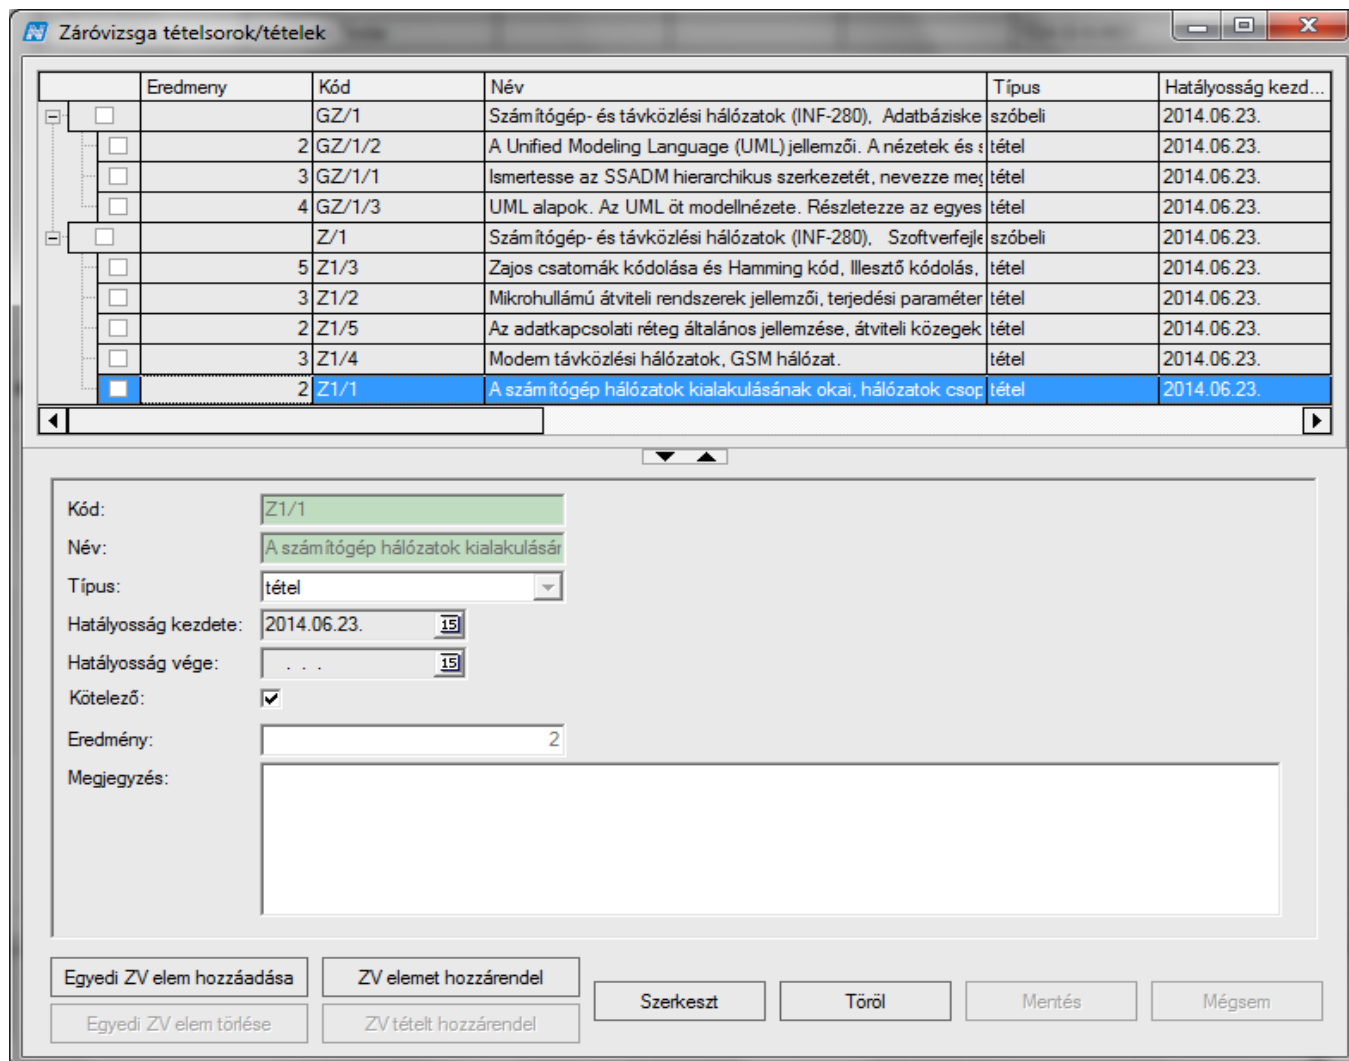 Záróvizsga tételsorok/tételek
Eredmeny Kód Név Típus Hatályosság kezd...
GZ/1 Számítógép- és távközlési hálózatok (INF-280), Adatbáziske szóbeli 2014.06.23.
2 GZ/1/2 A Unified Modeling Language (UML) jellemzői. A nézetek és s tétel 2014.06.23.
3 GZ/1/1 Ismertesse az SSADM hierarchikus szerkezetét, nevezze meg tétel 2014.06.23.
4 GZ/1/3 UML alapok. Az UML öt modellnézete. Részletezze az egyes tétel 2014.06.23.
Z/1 Számítógép- és távközlési hálózatok (INF-280), Szoftverfejle szóbeli 2014.06.23.
5 Z1/3 Zajos csatornák kódolása és Hamming kód, Illesztő kódolás, tétel 2014.06.23.
3 Z1/2 Mikrohullámú átviteli rendszerek jellemzői, terjedési paraméter tétel 2014.06.23.
2 Z1/5 Az adatkapcsolati réteg általános jellemzése, átviteli közegek tétel 2014.06.23.
3 Z1/4 Modern távközlési hálózatok, GSM hálózat. tétel 2014.06.23.
2 Z1/1 A számítógép hálózatok kialakulásának okai, hálózatok csop tétel 2014.06.23.
Kód: Z1/1
Név: A számítógép hálózatok kialakulásár
Típus: tétel
Hatályosság kezdete: 2014.06.23. 15
Hatályosság vége: . . . 15
Kötelező:
Eredmény: 2
Megjegyzés:
Egyedi ZV elem hozzáadása ZV elemet hozzárendel
Szerkeszt Töröl Mentés Mégsem
Egyedi ZV elem törlése ZV tételt hozzárendel